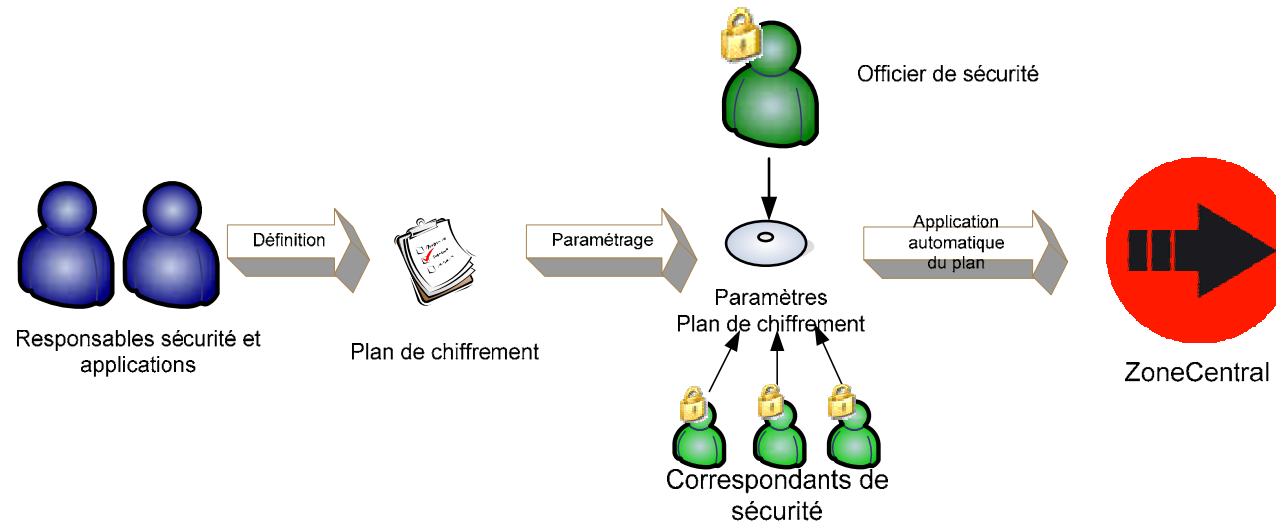 Officier de sécurité
Responsables sécurité et
applications
Définition
Plan de chiffrement
Paramétrage
Paramètres
Plan de chiffrement
Application
automatique
du plan
ZoneCentral
Correspondants de
sécurité